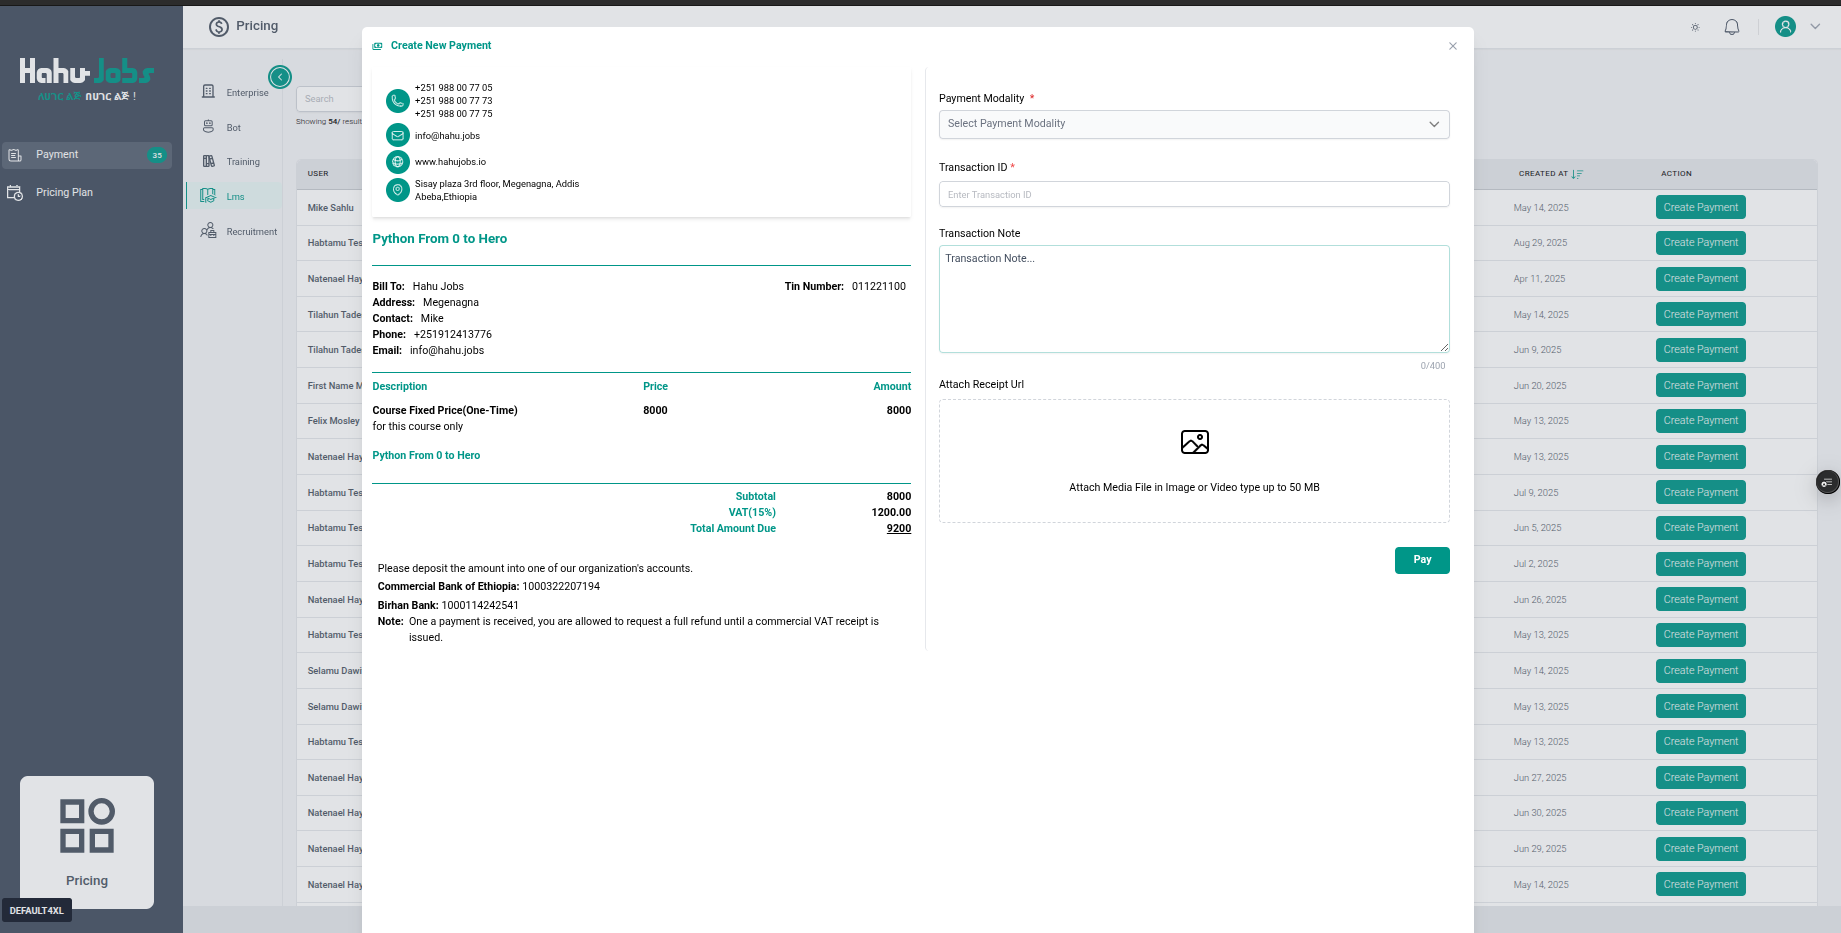 Hahu Jobs
ለሀገር ልጅ በሀገር ልጅ !
Payment
35
Pricing Plan
Pricing
DEFAULT4XL
Pricing
Enterprise
Bot
Training
Lms
Recruitment
Search
Showing 54/ resul
USER
CREATED AT
ACTION
Mike Sahlu
May 14, 2025
Create Payment
Habtamu Tes
Aug 29, 2025
Create Payment
Natenael Hay
Apr 11, 2025
Create Payment
Tilahun Tade
May 14, 2025
Create Payment
Tilahun Tade
Jun 9, 2025
Create Payment
First Name M
Jun 20, 2025
Create Payment
Felix Mosley
May 13, 2025
Create Payment
Natenael Hay
May 13, 2025
Create Payment
Habtamu Tes
Jul 9, 2025
Create Payment
Habtamu Tes
Jun 5, 2025
Create Payment
Habtamu Tes
Jul 2, 2025
Create Payment
Natenael Hay
Jun 26, 2025
Create Payment
Habtamu Tes
May 13, 2025
Create Payment
Selamu Dawi
May 14, 2025
Create Payment
Selamu Dawi
May 13, 2025
Create Payment
Habtamu Tes
May 13, 2025
Create Payment
Natenael Hay
Jun 27, 2025
Create Payment
Natenael Hay
Jun 30, 2025
Create Payment
Natenael Hay
Jun 29, 2025
Create Payment
Natenael Hay
May 14, 2025
Create Payment
Create New Payment
+251 988 00 77 05
+251 988 00 77 73
+251 988 00 77 75
info@hahu.jobs
www.hahujobs.io
Sisay plaza 3rd floor, Megenagna, Addis
Abeba,Ethiopia
Python From 0 to Hero
Bill To: Hahu Jobs
Tin Number: 011221100
Address: Megenagna
Contact: Mike
Phone: +251912413776
Email: info@hahu.jobs
Description Price Amount
Course Fixed Price(One-Time) 8000 8000
for this course only
Python From 0 to Hero
Subtotal 8000
VAT(15%) 1200.00
Total Amount Due 9200
Please deposit the amount into one of our organization's accounts.
Commercial Bank of Ethiopia: 1000322207194
Birhan Bank: 1000114242541
Note: One a payment is received, you are allowed to request a full refund until a commercial VAT receipt is
issued.
Payment Modality *
Select Payment Modality
Transaction ID *
Enter Transaction ID
Transaction Note
Transaction Note...
0/400
Attach Receipt Url
Attach Media File in Image or Video type up to 50 MB
Pay